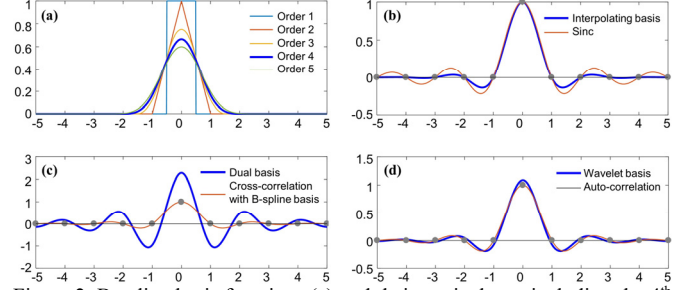 (a)
Order 1
Order 2
Order 3
Order 4
Order 5
1
0.8
0.6
0.4
0.2
0
-5 -4 -3 -2 -1 0 1 2 3 4 5
(b)
Interpolating basis
Sinc
1
0.5
0
-0.5
-5 -4 -3 -2 -1 0 1 2 3 4 5
(c)
Dual basis
Cross-correlation
with B-spline basis
3
2
1
0
-1
-2
-5 -4 -3 -2 -1 0 1 2 3 4 5
(d)
Wavelet basis
Auto-correlation
1.5
1
0.5
0
-0.5
-5 -4 -3 -2 -1 0 1 2 3 4 5